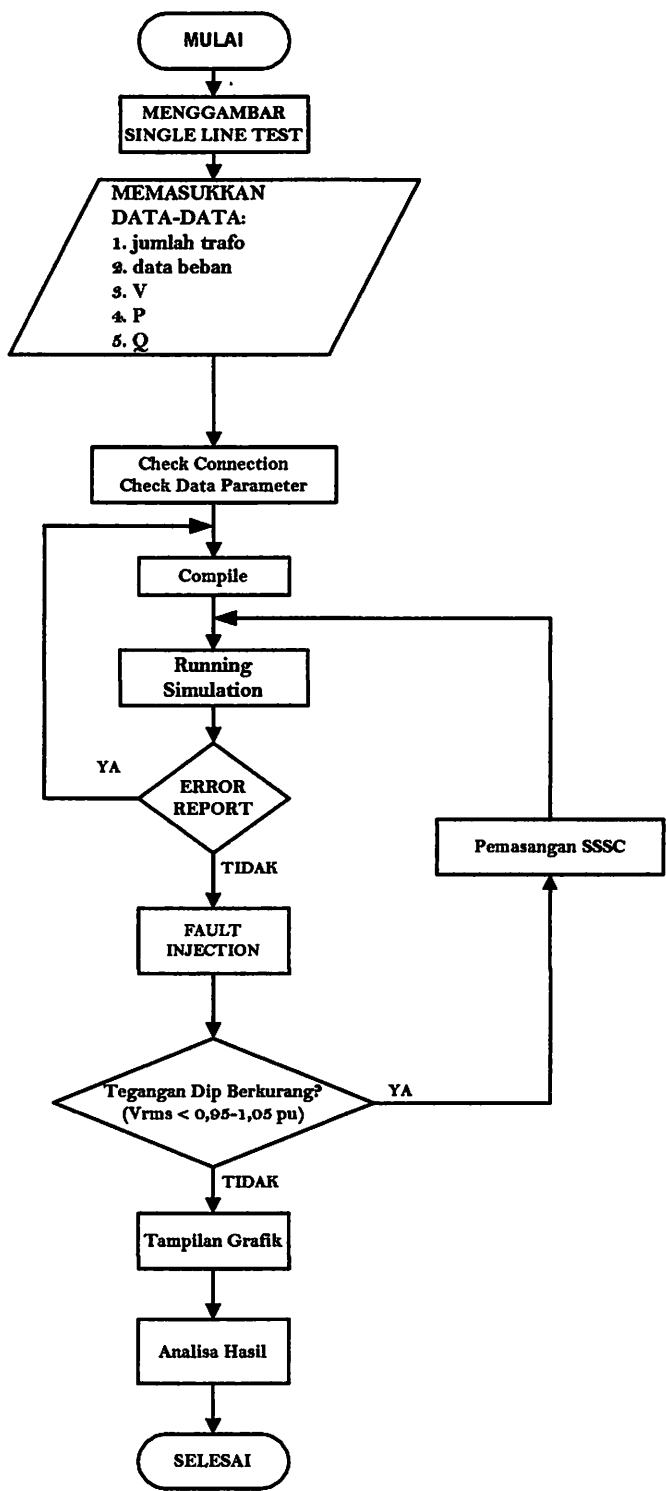 MULAI
MENGGAMBAR
SINGLE LINE TEST
MEMASUKKAN
DATA-DATA:
1. jumlah trafo
2. data beban
3. V
4. P
5. Q
Check Connection
Check Data Parameter
Compile
Running
Simulation
YA
ERROR
REPORT
Pemasangan SSSC
TIDAK
FAULT
INJECTION
Tegangan Dip Berkurang?
(Vrms < 0,95-1,05 pu)
YA
TIDAK
Tampilan Grafik
Analisa Hasil
SELESAI